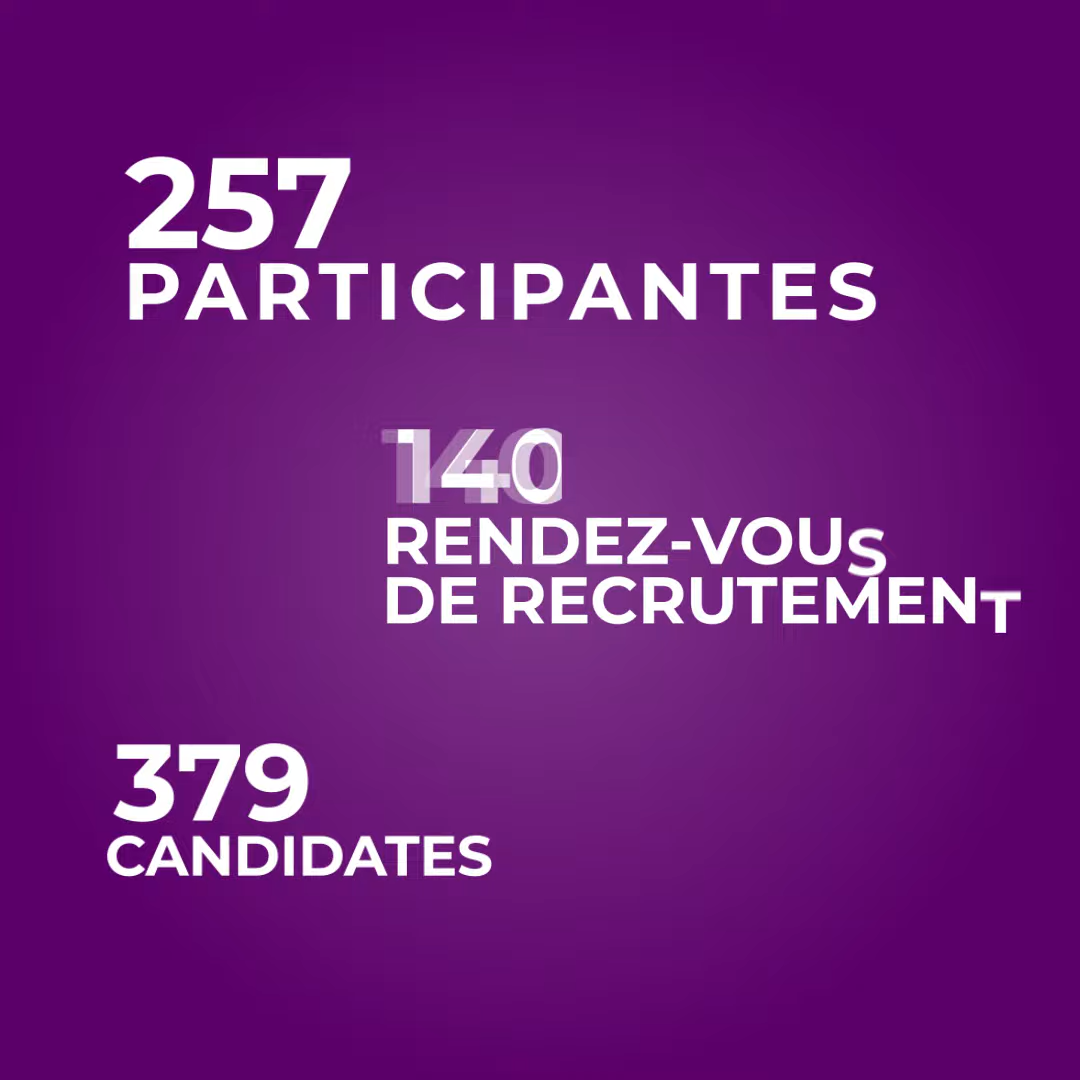 257
PARTICIPANTES
140
RENDEZ-VOUS
DE RECRUTEMENT
379
CANDIDATES